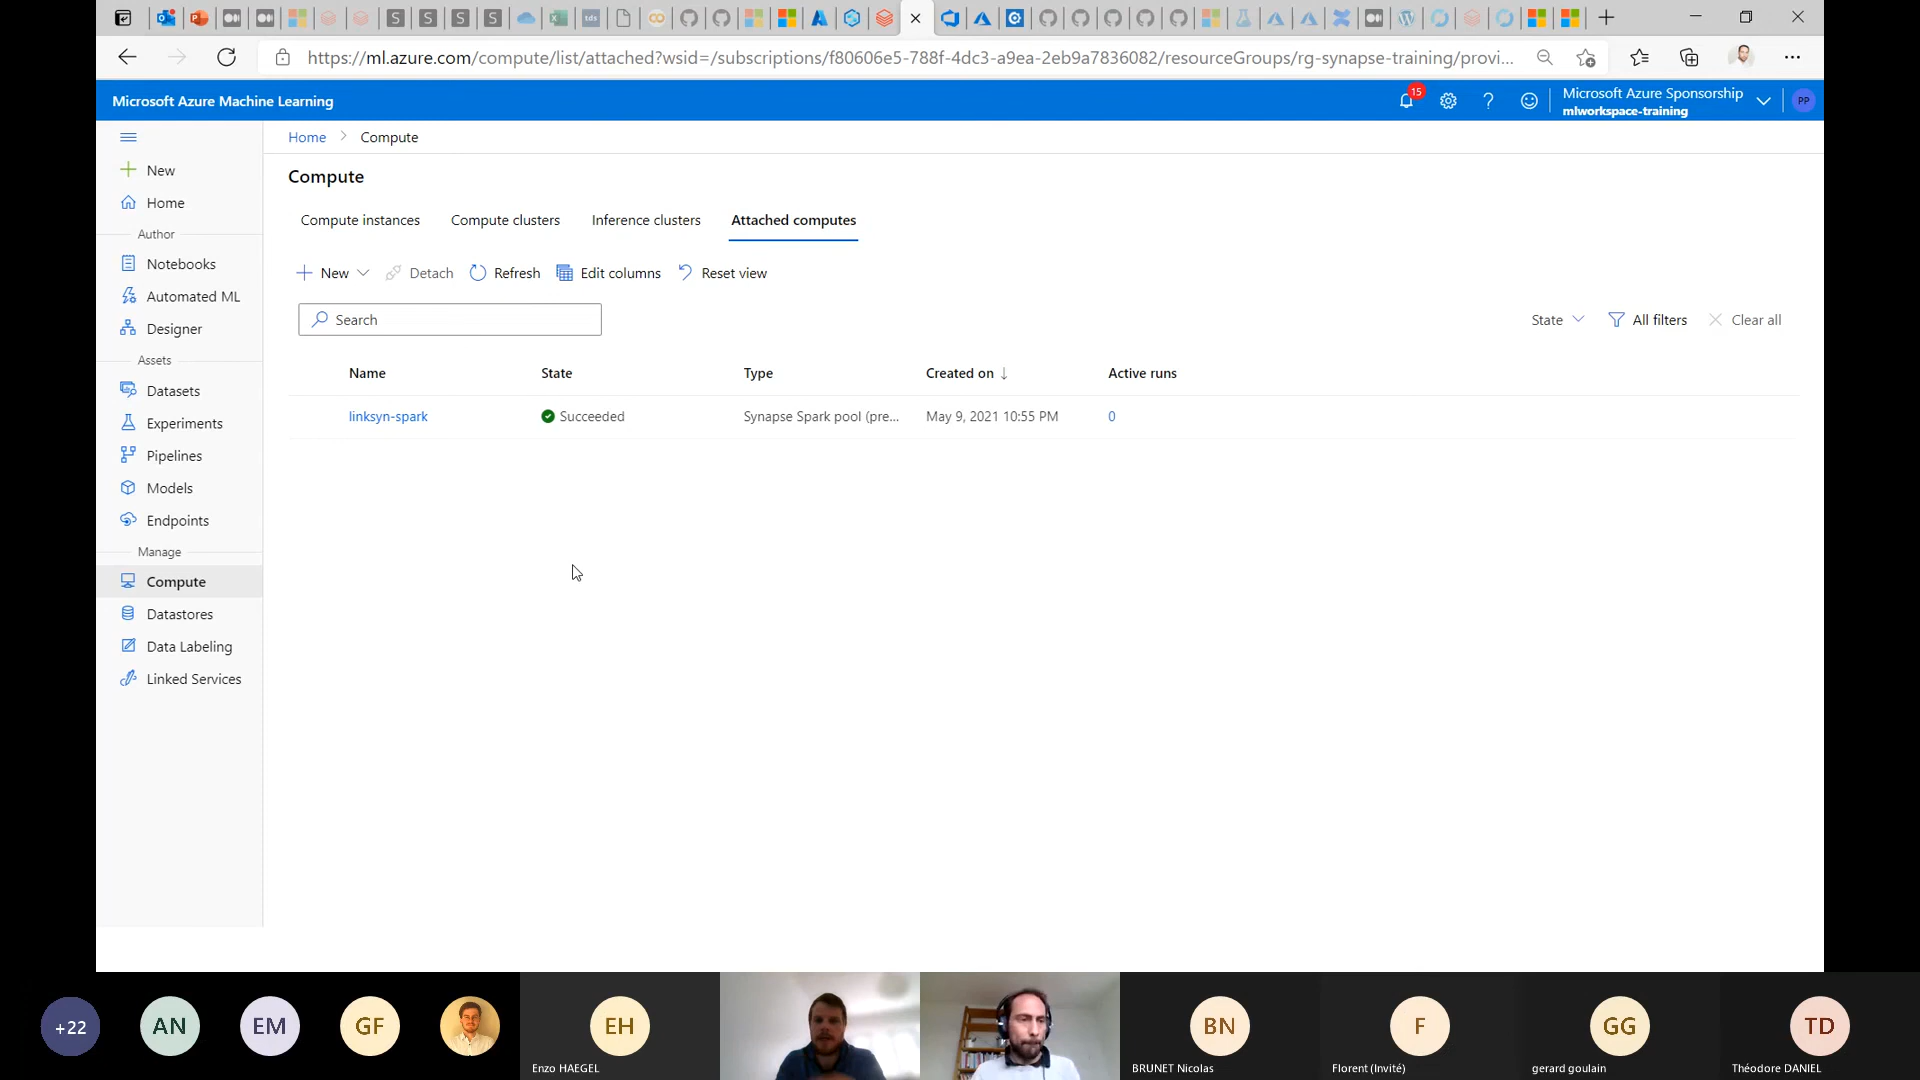 https://ml.azure.com/compute/list/attached?wsid=/subscriptions/f80606e5-788f-4dc3-a9ea-2eb9a7836082/resourceGroups/rg-synapse-training/provi...
Microsoft Azure Machine Learning
15
Microsoft Azure Sponsorship
mlworkspace-training
PP
Home > Compute
New
Home
Author
Notebooks
Automated ML
Designer
Assets
Datasets
Experiments
Pipelines
Models
Endpoints
Manage
Compute
Datastores
Data Labeling
Linked Services
Compute
Compute instances Compute clusters Inference clusters Attached computes
New Detach Refresh Edit columns Reset view
Search
State All filters Clear all
Name State Type Created on ↓ Active runs
linksyn-spark Succeeded Synapse Spark pool (pre... May 9, 2021 10:55 PM 0
+22 AN EM GF EH BN F GG TD
Enzo HAEGEL BRUNET Nicolas Florent (Invité) gerard goulain Théodore DANIEL